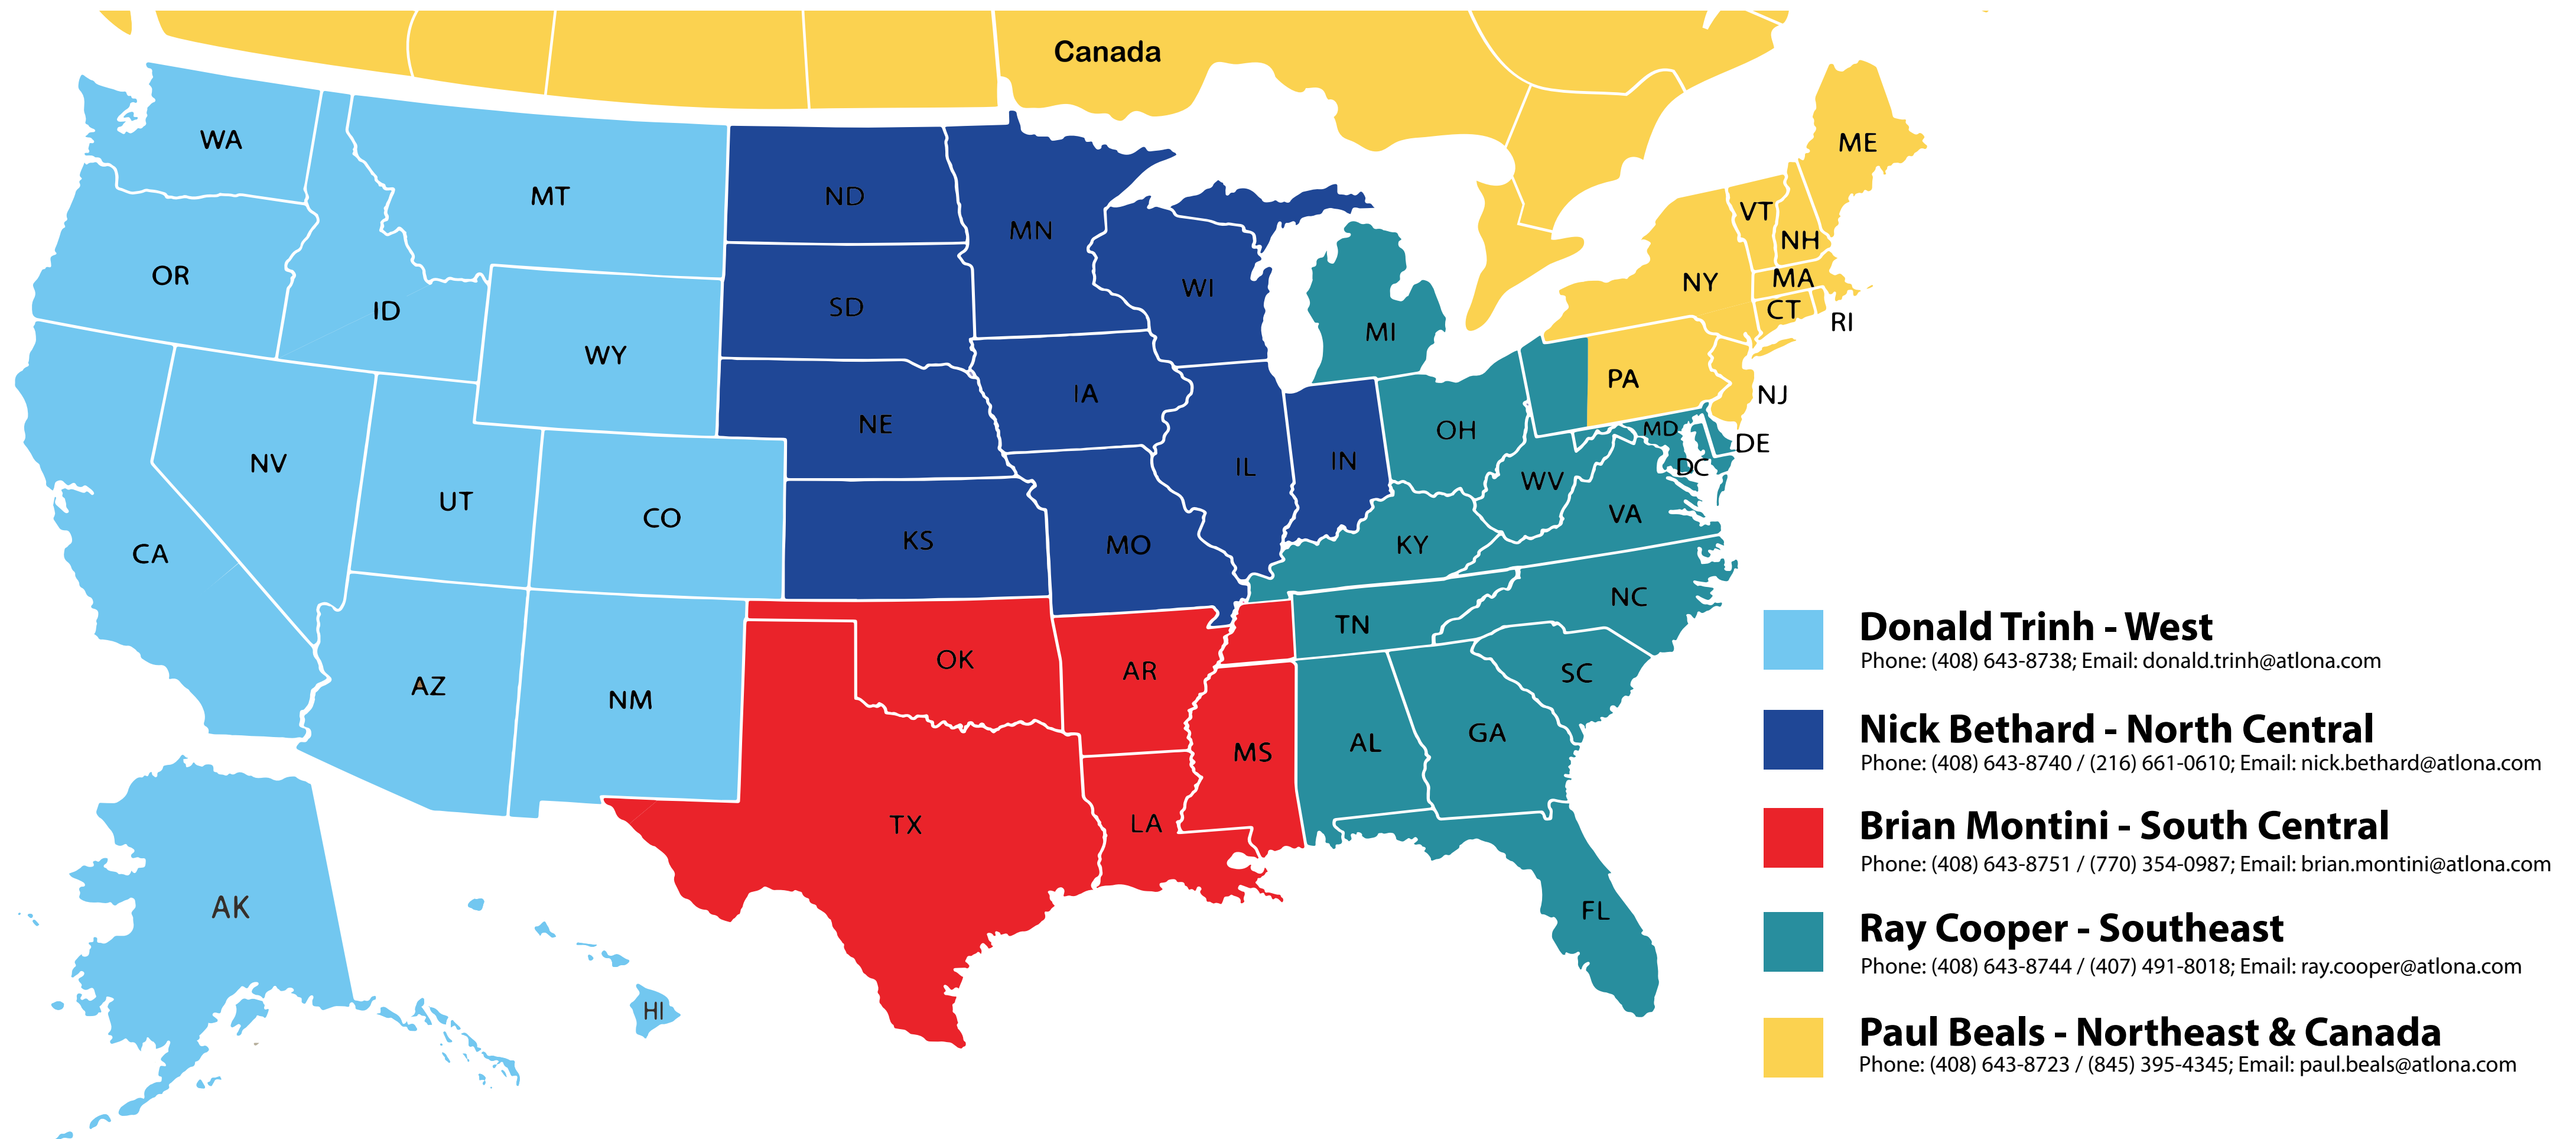 Canada
WA
MT
ND
MN
ME
OR
ID
SD
WI
MI
VT
NH
NY
MA
CT
RI
WY
NE
IA
PA
NJ
NV
UT
CO
KS
MO
IL
IN
OH
WV
MD
DE
DC
VA
CA
KY
NC
TN
AZ
NM
OK
AR
SC
MS
AL
GA
TX
LA
FL
AK
HI
Donald Trinh - West
Phone: (408) 643-8738; Email: donald.trinh@atlona.com
Nick Bethard - North Central
Phone: (408) 643-8740 / (216) 661-0610; Email: nick.bethard@atlona.com
Brian Montini - South Central
Phone: (408) 643-8751 / (770) 354-0987; Email: brian.montini@atlona.com
Ray Cooper - Southeast
Phone: (408) 643-8744 / (407) 491-8018; Email: ray.cooper@atlona.com
Paul Beals - Northeast & Canada
Phone: (408) 643-8723 / (845) 395-4345; Email: paul.beals@atlona.com